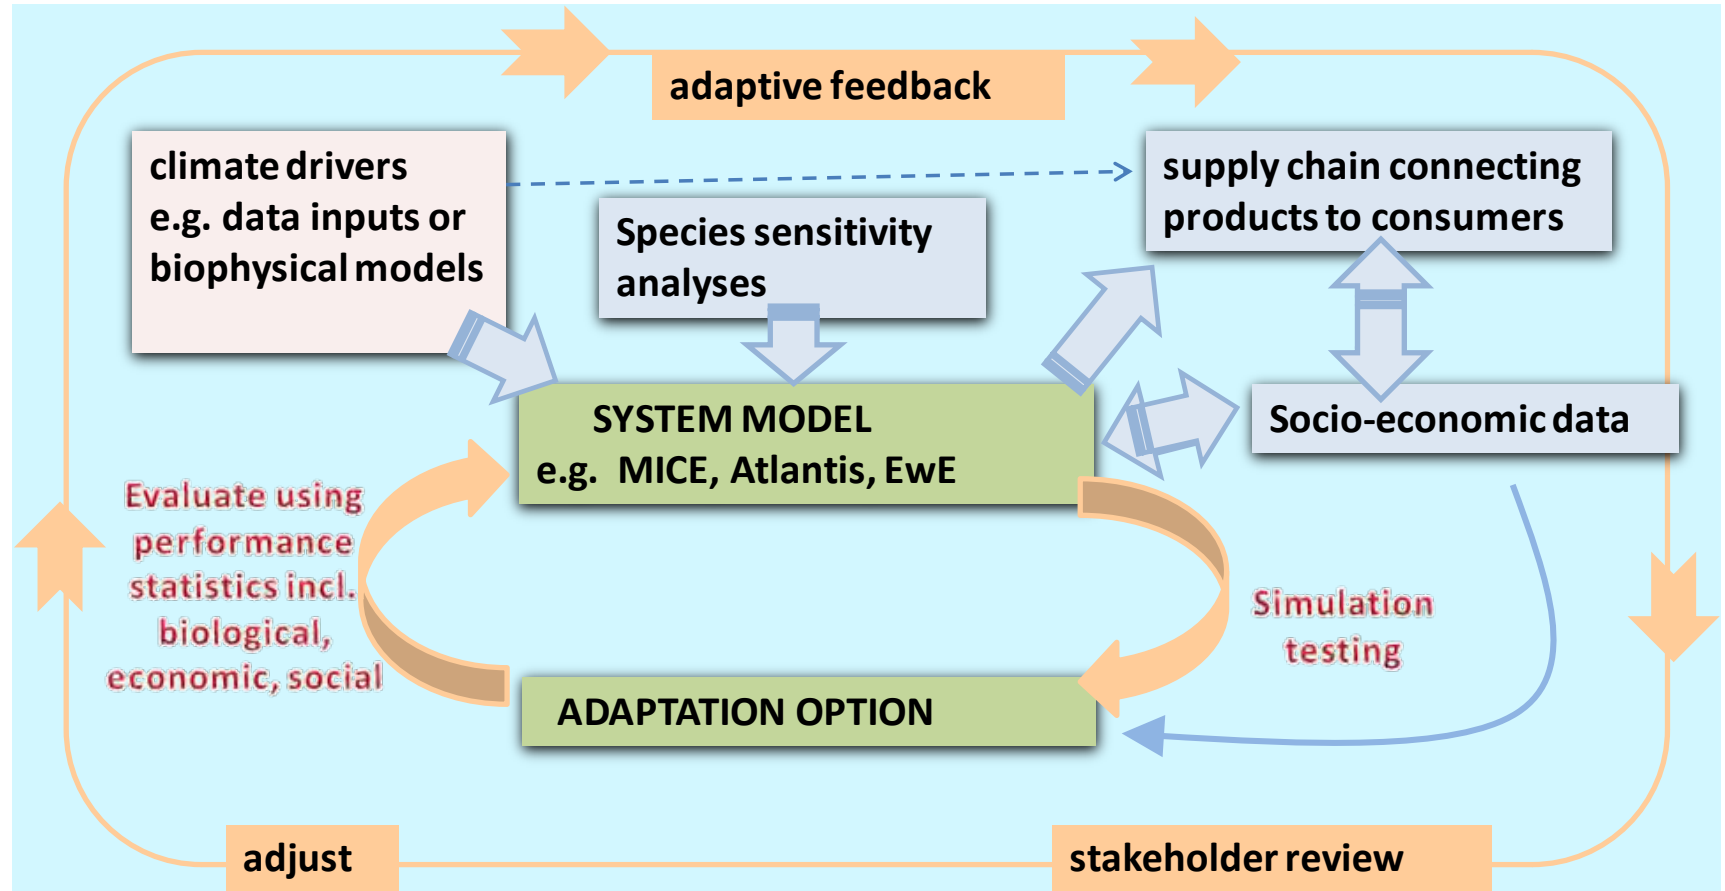 adaptive feedback
climate drivers
e.g. data inputs or
biophysical models
Species sensitivity
analyses
supply chain connecting
products to consumers
SYSTEM MODEL
e.g. MICE, Atlantis, EwE
Socio-economic data
Evaluate using
performance
statistics incl.
biological,
economic, social
Simulation
testing
ADAPTATION OPTION
adjust
stakeholder review